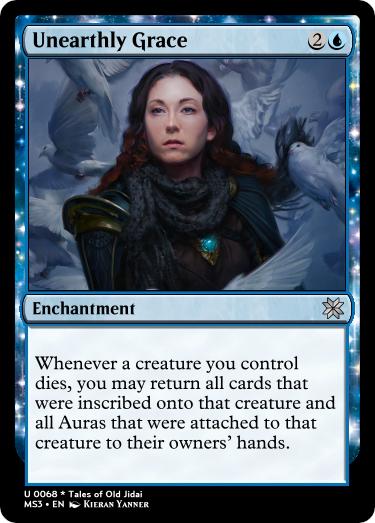 Unearthly Grace 2
Enchantment
Whenever a creature you control
dies, you may return all cards that
were inscribed onto that creature and
all Auras that were attached to that
creature to their owners’ hands.
U 0068 * Tales of Old Jidai
MS3 • EN Kieran Yanner